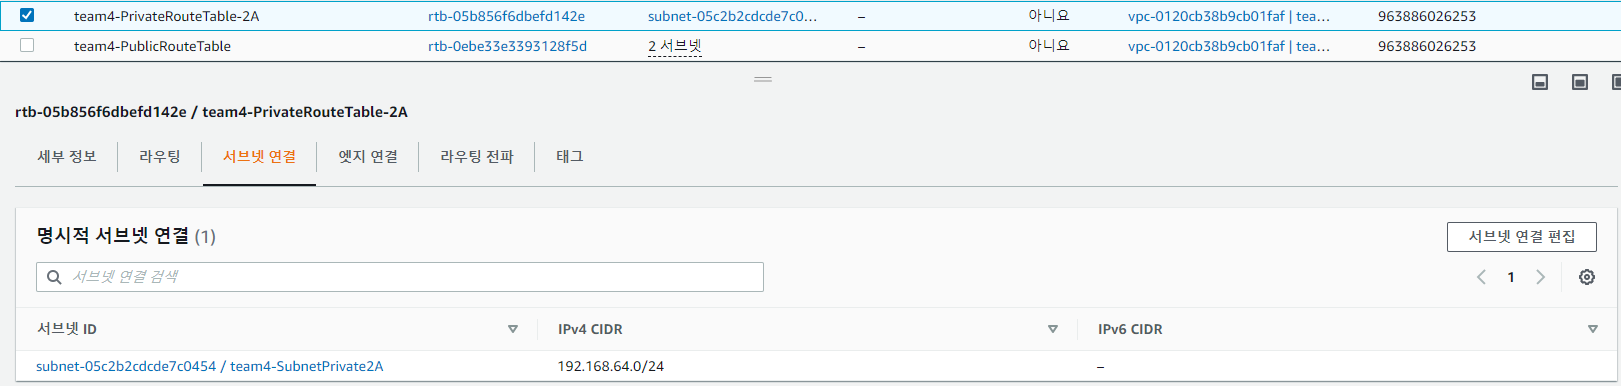 team4-PrivateRouteTable-2A rtb-05b856f6dbefd142e subnet-05c2b2cdcde7c0... – 아니요 vpc-0120cb38b9cb01faf | tea... 963886026253
team4-PublicRouteTable rtb-0ebe33e3393128f5d 2 서브넷 – 아니요 vpc-0120cb38b9cb01faf | tea... 963886026253
rtb-05b856f6dbefd142e / team4-PrivateRouteTable-2A
세부 정보 라우팅 서브넷 연결 엣지 연결 라우팅 전파 태그
명시적 서브넷 연결 (1) 서브넷 연결 편집
서브넷 연결 검색 1
서브넷 ID IPv4 CIDR IPv6 CIDR
subnet-05c2b2cdcde7c0454 / team4-SubnetPrivate2A 192.168.64.0/24 –